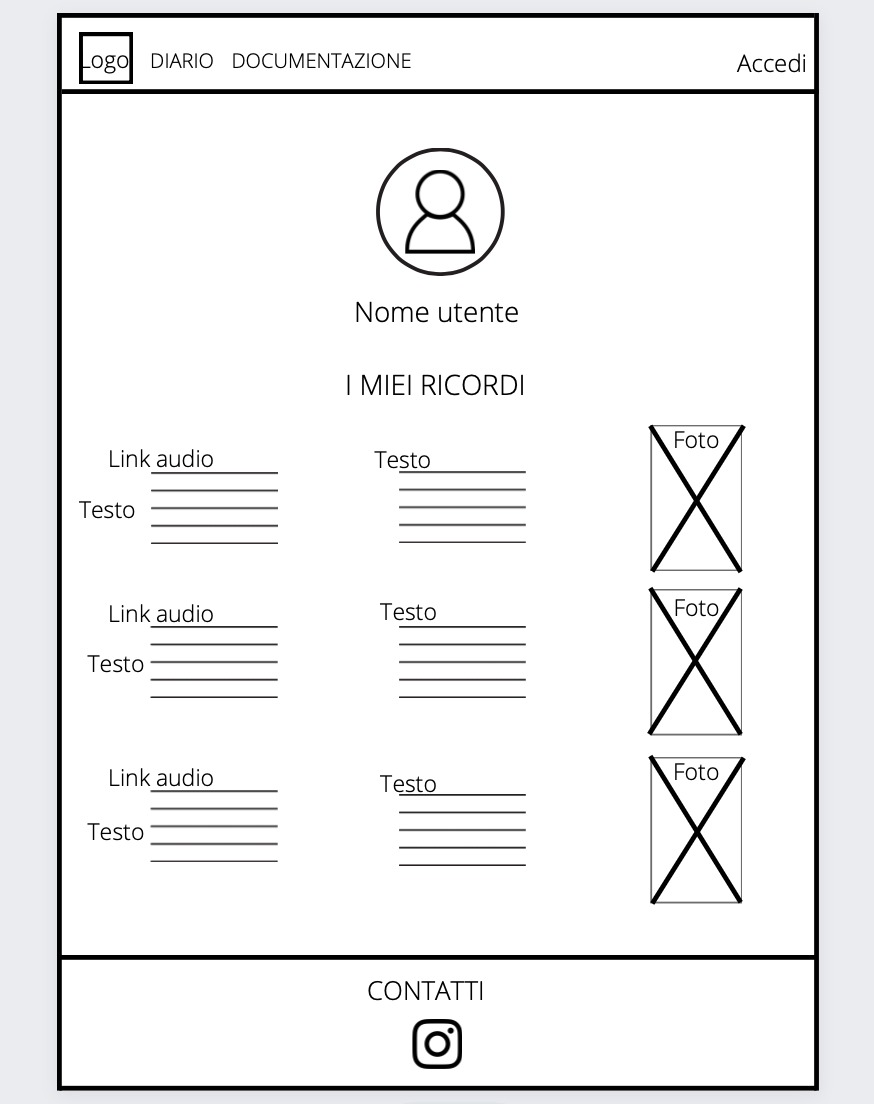 Logo
DIARIO
DOCUMENTAZIONE
Accedi
Nome utente
I MIEI RICORDI
Link audio
Testo
Testo
Foto
Link audio
Testo
Testo
Foto
Link audio
Testo
Testo
Foto
CONTATTI